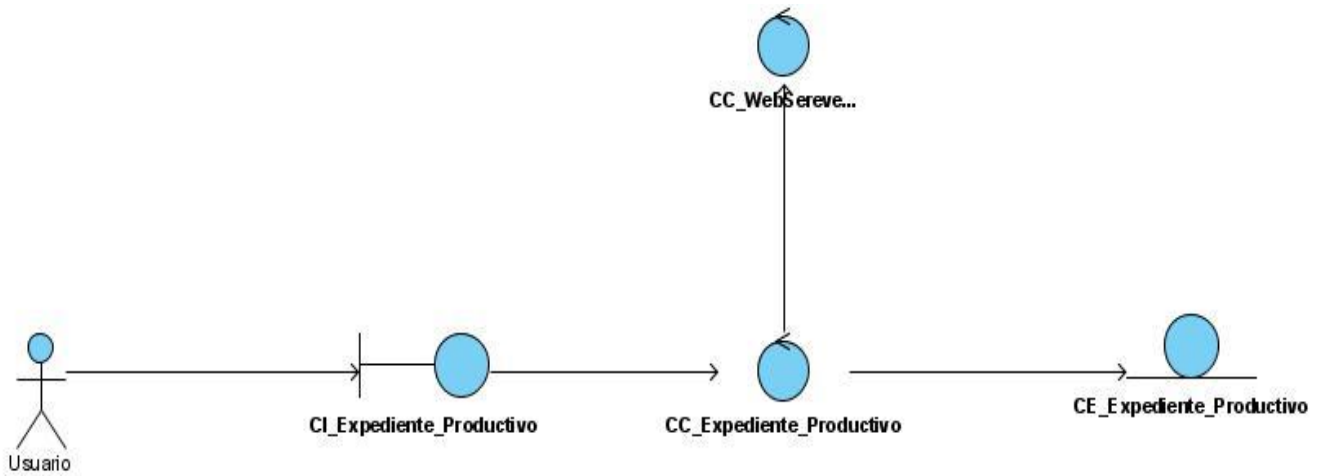 CC_WebSereve...
CE_Expediente_Productivo
CI_Expediente_Productivo
CC_Expediente_Productivo
Usuario